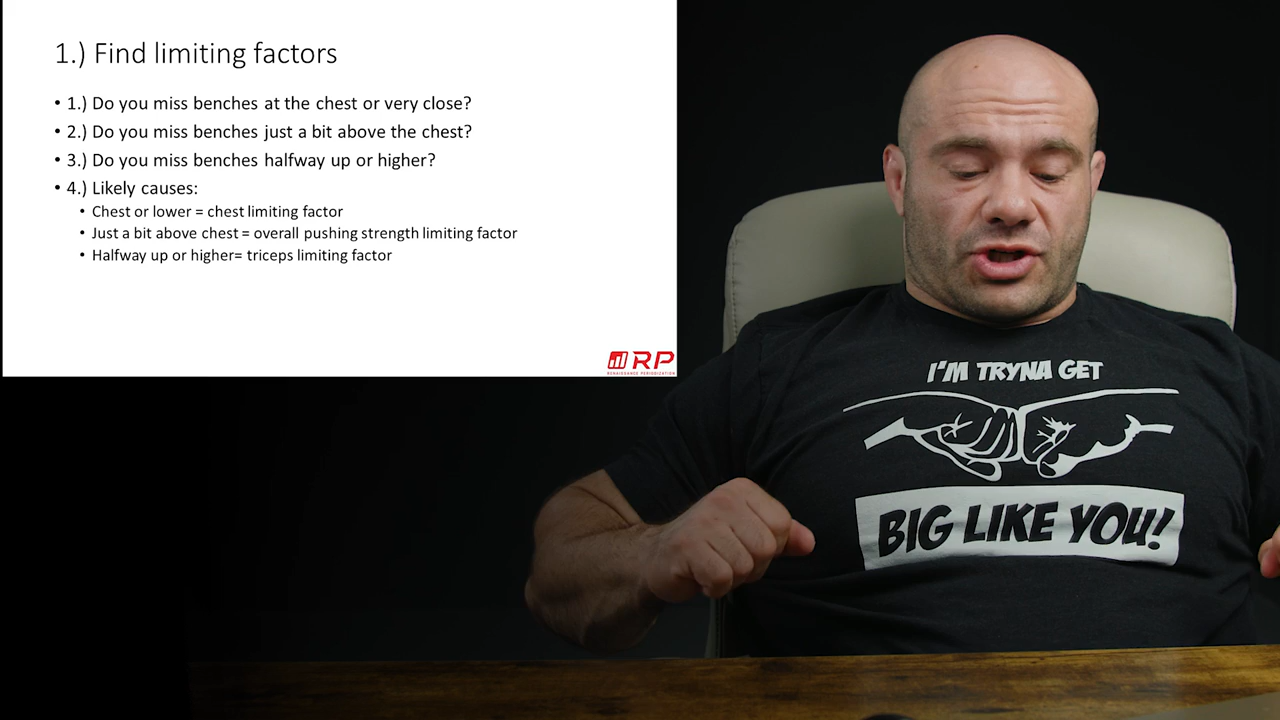 1.) Find limiting factors
• 1.) Do you miss benches at the chest or very close?
• 2.) Do you miss benches just a bit above the chest?
• 3.) Do you miss benches halfway up or higher?
• 4.) Likely causes:
• Chest or lower = chest limiting factor
• Just a bit above chest = overall pushing strength limiting factor
• Halfway up or higher= triceps limiting factor
RP
RENAISSANCE PERIODIZATION
I'M TRYNA GET
BIG LIKE YOU!